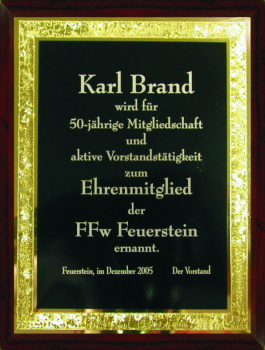 Karl Brand
wird für
50-jährige Mitgliedschaft
und
aktive Vorstandstätigkeit
zum
Ehrenmitglied
der
FFw Feuerstein
ernannt.
Feuerstein, im Dezember 2005 Der Vorstand